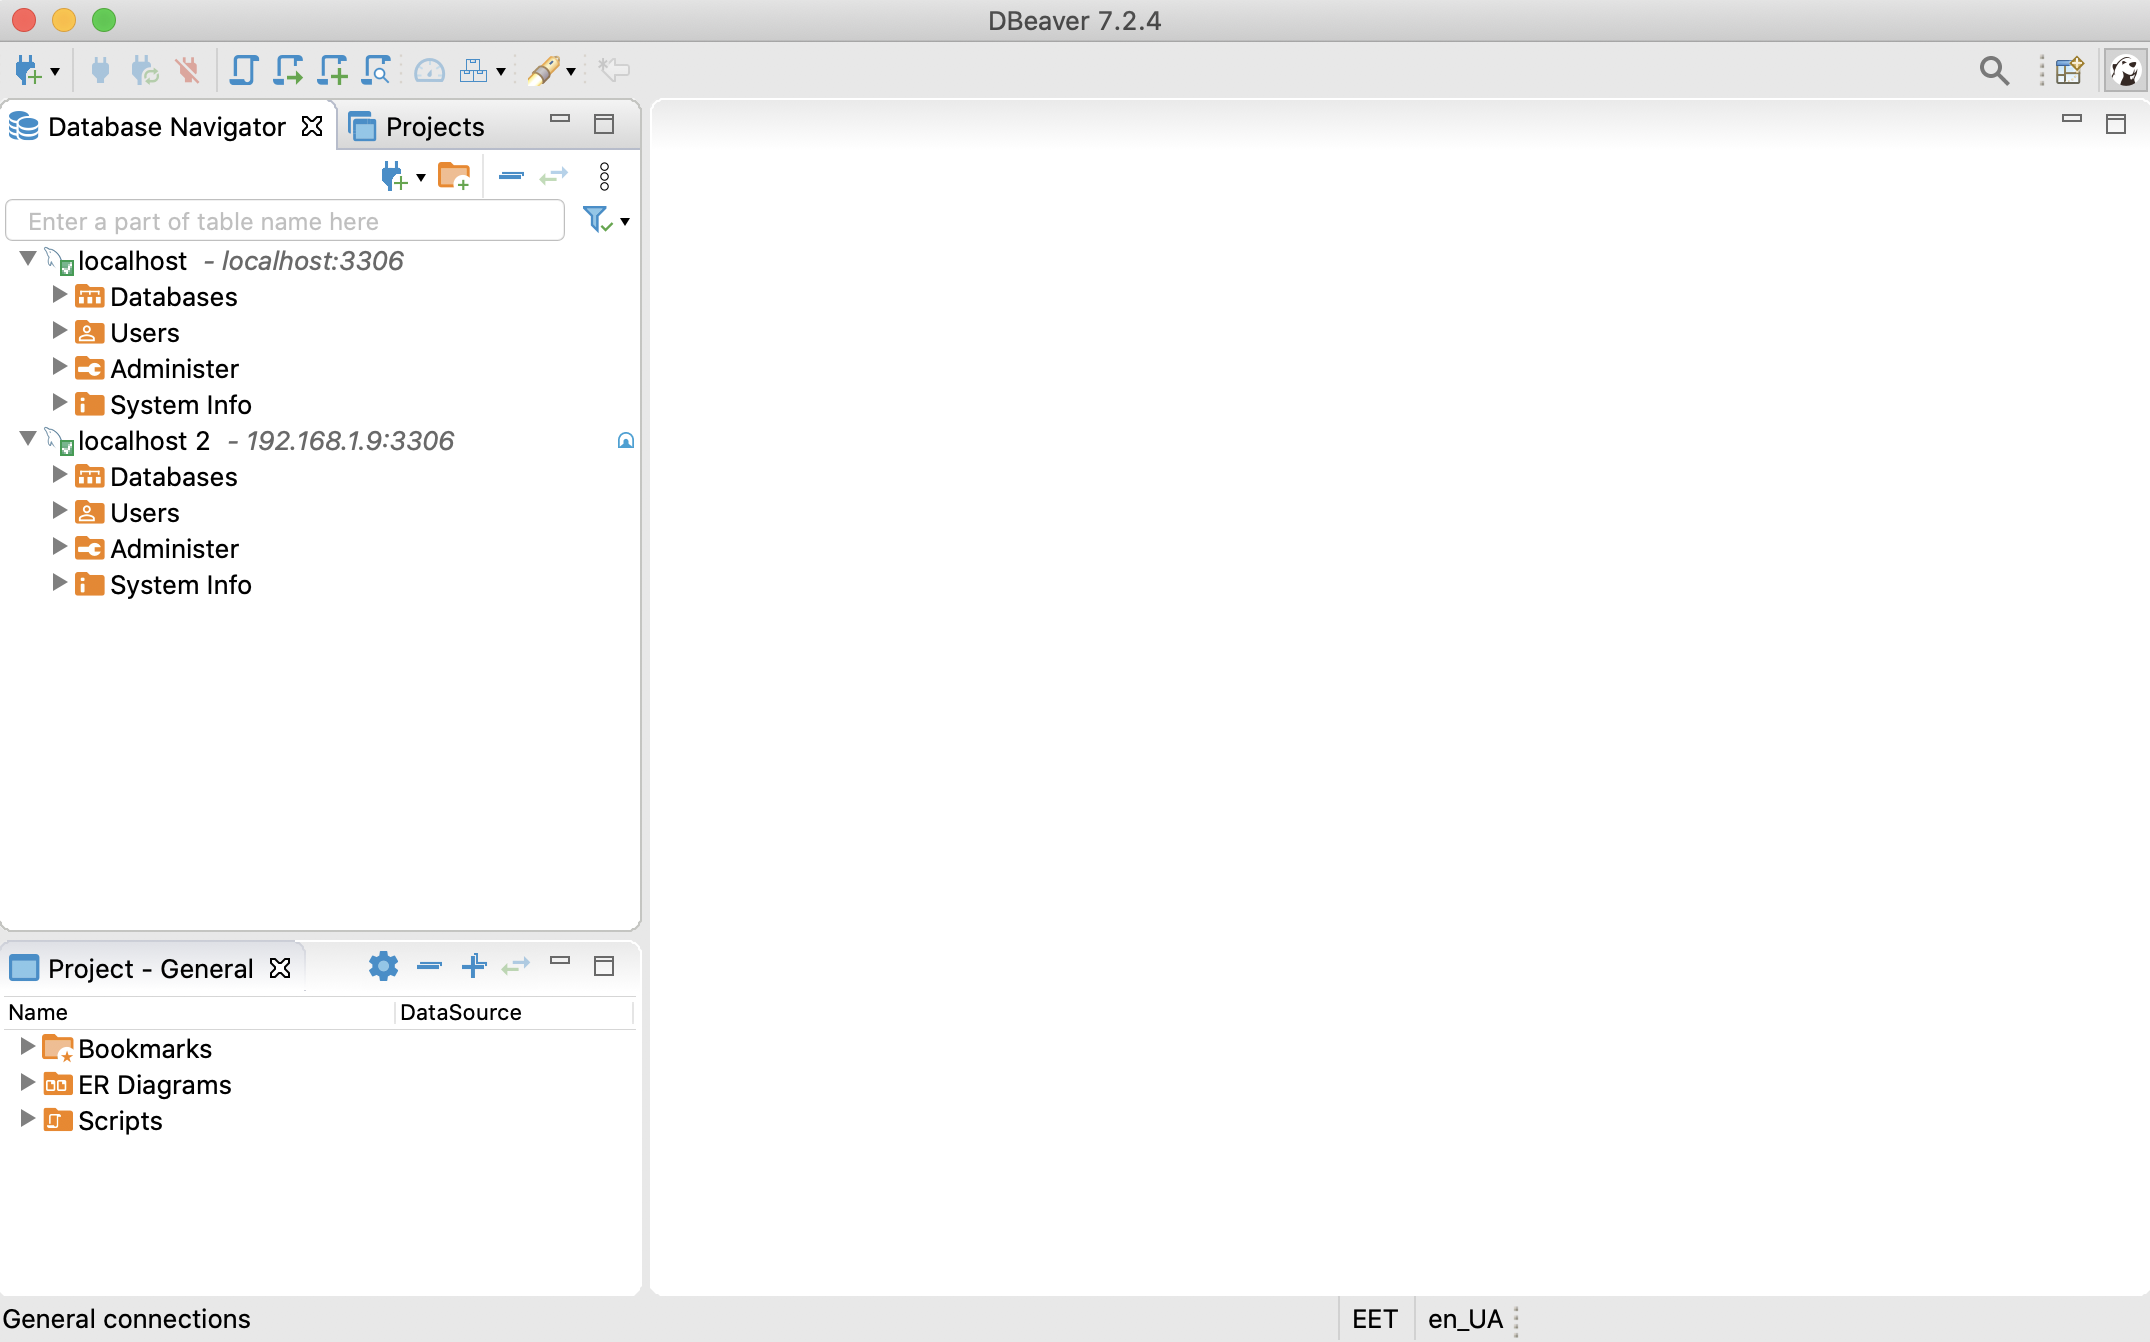 DBeaver 7.2.4
Database Navigator
Projects
Enter a part of table name here
localhost - localhost:3306
Databases
Users
Administer
System Info
localhost 2 - 192.168.1.9:3306
Databases
Users
Administer
System Info
Project - General
Name DataSource
Bookmarks
ER Diagrams
Scripts
General connections
EET
en_UA